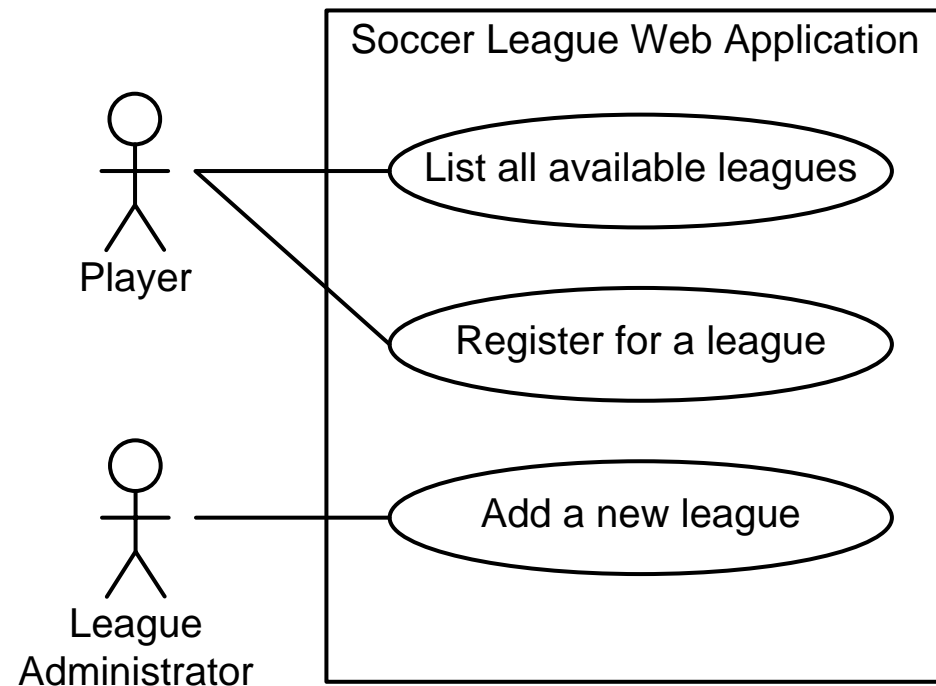 Soccer League Web Application
List all available leagues
Player
Register for a league
Add a new league
League
Administrator